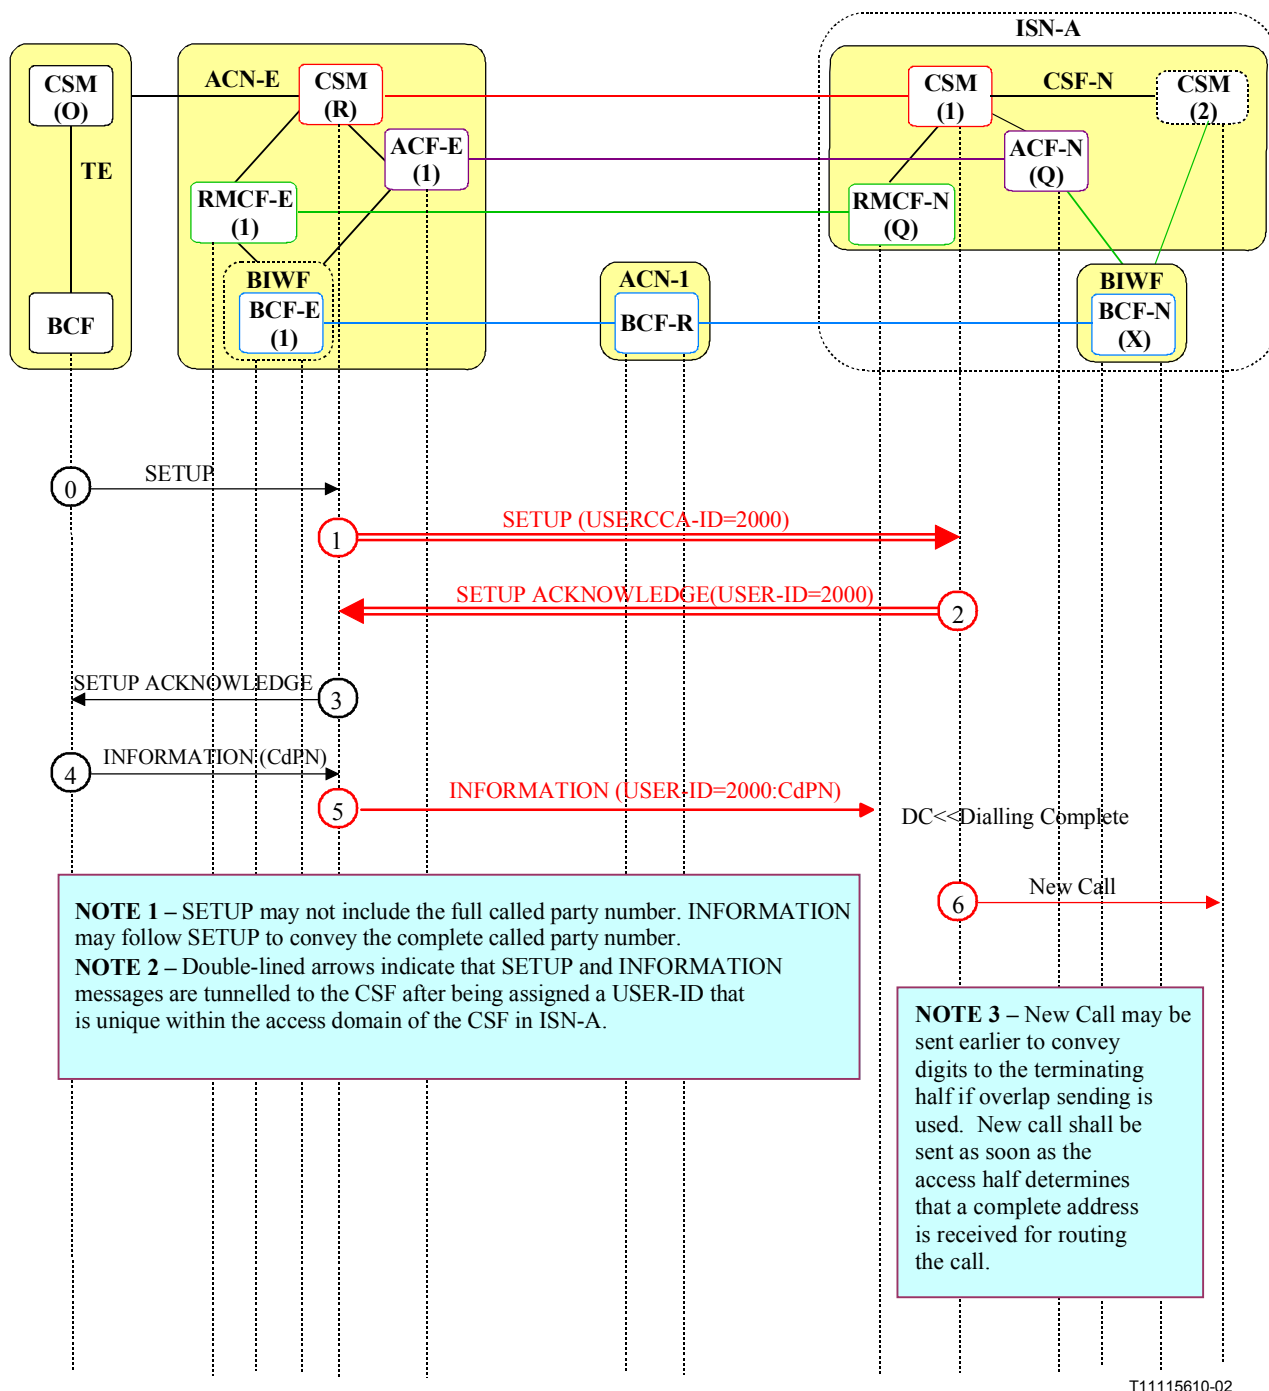 ISN-A
CSM
(O)
TE
BCF
ACN-E
CSM
(R)
ACF-E
(1)
RMCF-E
(1)
BIWF
BCF-E
(1)
ACN-1
BCF-R
CSM
(1)
CSF-N
CSM
(2)
ACF-N
(Q)
RMCF-N
(Q)
BIWF
BCF-N
(X)
0
SETUP
1
SETUP (USERCCA-ID=2000)
SETUP ACKNOWLEDGE(USER-ID=2000)
2
SETUP ACKNOWLEDGE
3
4
INFORMATION (CdPN)
5
INFORMATION (USER-ID=2000:CdPN)
DC<<Dialling Complete
6
New Call
NOTE 1 – SETUP may not include the full called party number. INFORMATION
may follow SETUP to convey the complete called party number.
NOTE 2 – Double-lined arrows indicate that SETUP and INFORMATION
messages are tunnelled to the CSF after being assigned a USER-ID that
is unique within the access domain of the CSF in ISN-A.
NOTE 3 – New Call may be
sent earlier to convey
digits to the terminating
half if overlap sending is
used. New call shall be
sent as soon as the
access half determines
that a complete address
is received for routing
the call.
T11115610-02